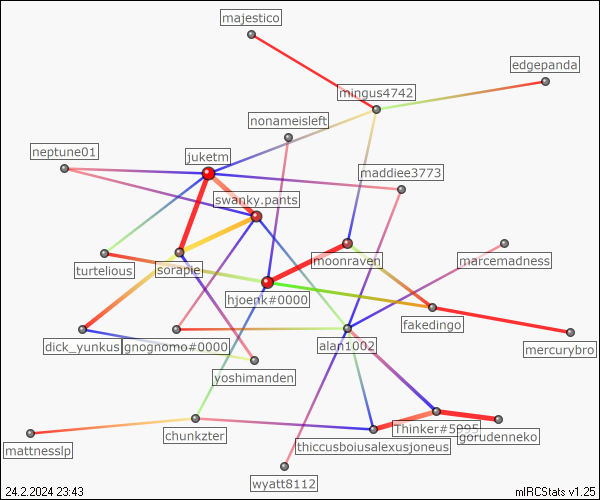 majestico
edgepanda
mingus4742
nonameisleft
neptune01
juketm
maddiee3773
swanky.pants
moonraven
marcemadness
turtelious
sorapie
hjoenk#0000
fakedingo
dick_yunkus
gnognomo#0000
alan1002
mercurybro
yoshimanden
chunkzter
Thinker#5995
gorudenneko
thiccusboiusalexusjoneus
mattnesslp
wyatt8112
24.2.2024 23:43
mIRCStats v1.25